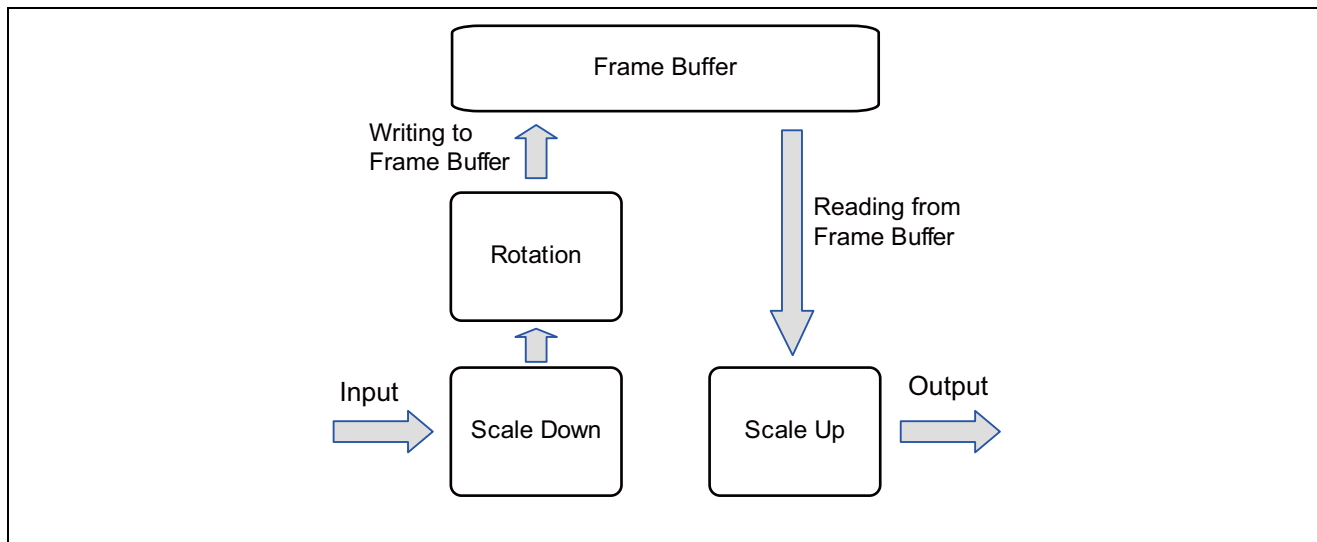 Frame Buffer
Writing to
Frame Buffer
Reading from
Frame Buffer
Rotation
Input
Scale Down
Scale Up
Output